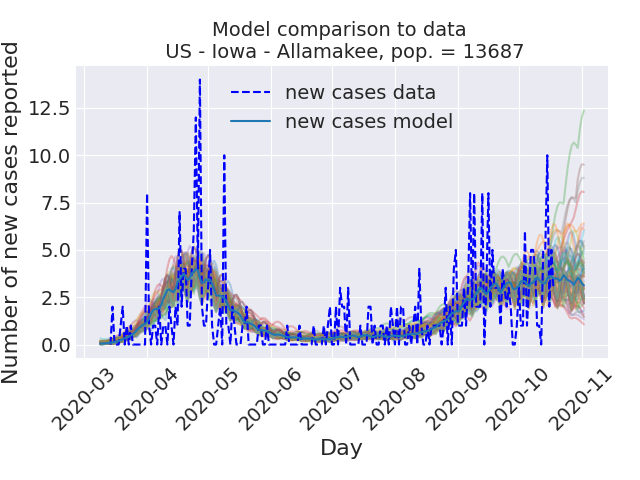 Model comparison to data
US - Iowa - Allamakee, pop. = 13687
new cases data
new cases model
Number of new cases reported
12.5
10.0
7.5
5.0
2.5
0.0
2020-03
2020-04
2020-05
2020-06
2020-07
2020-08
2020-09
2020-10
2020-11
Day